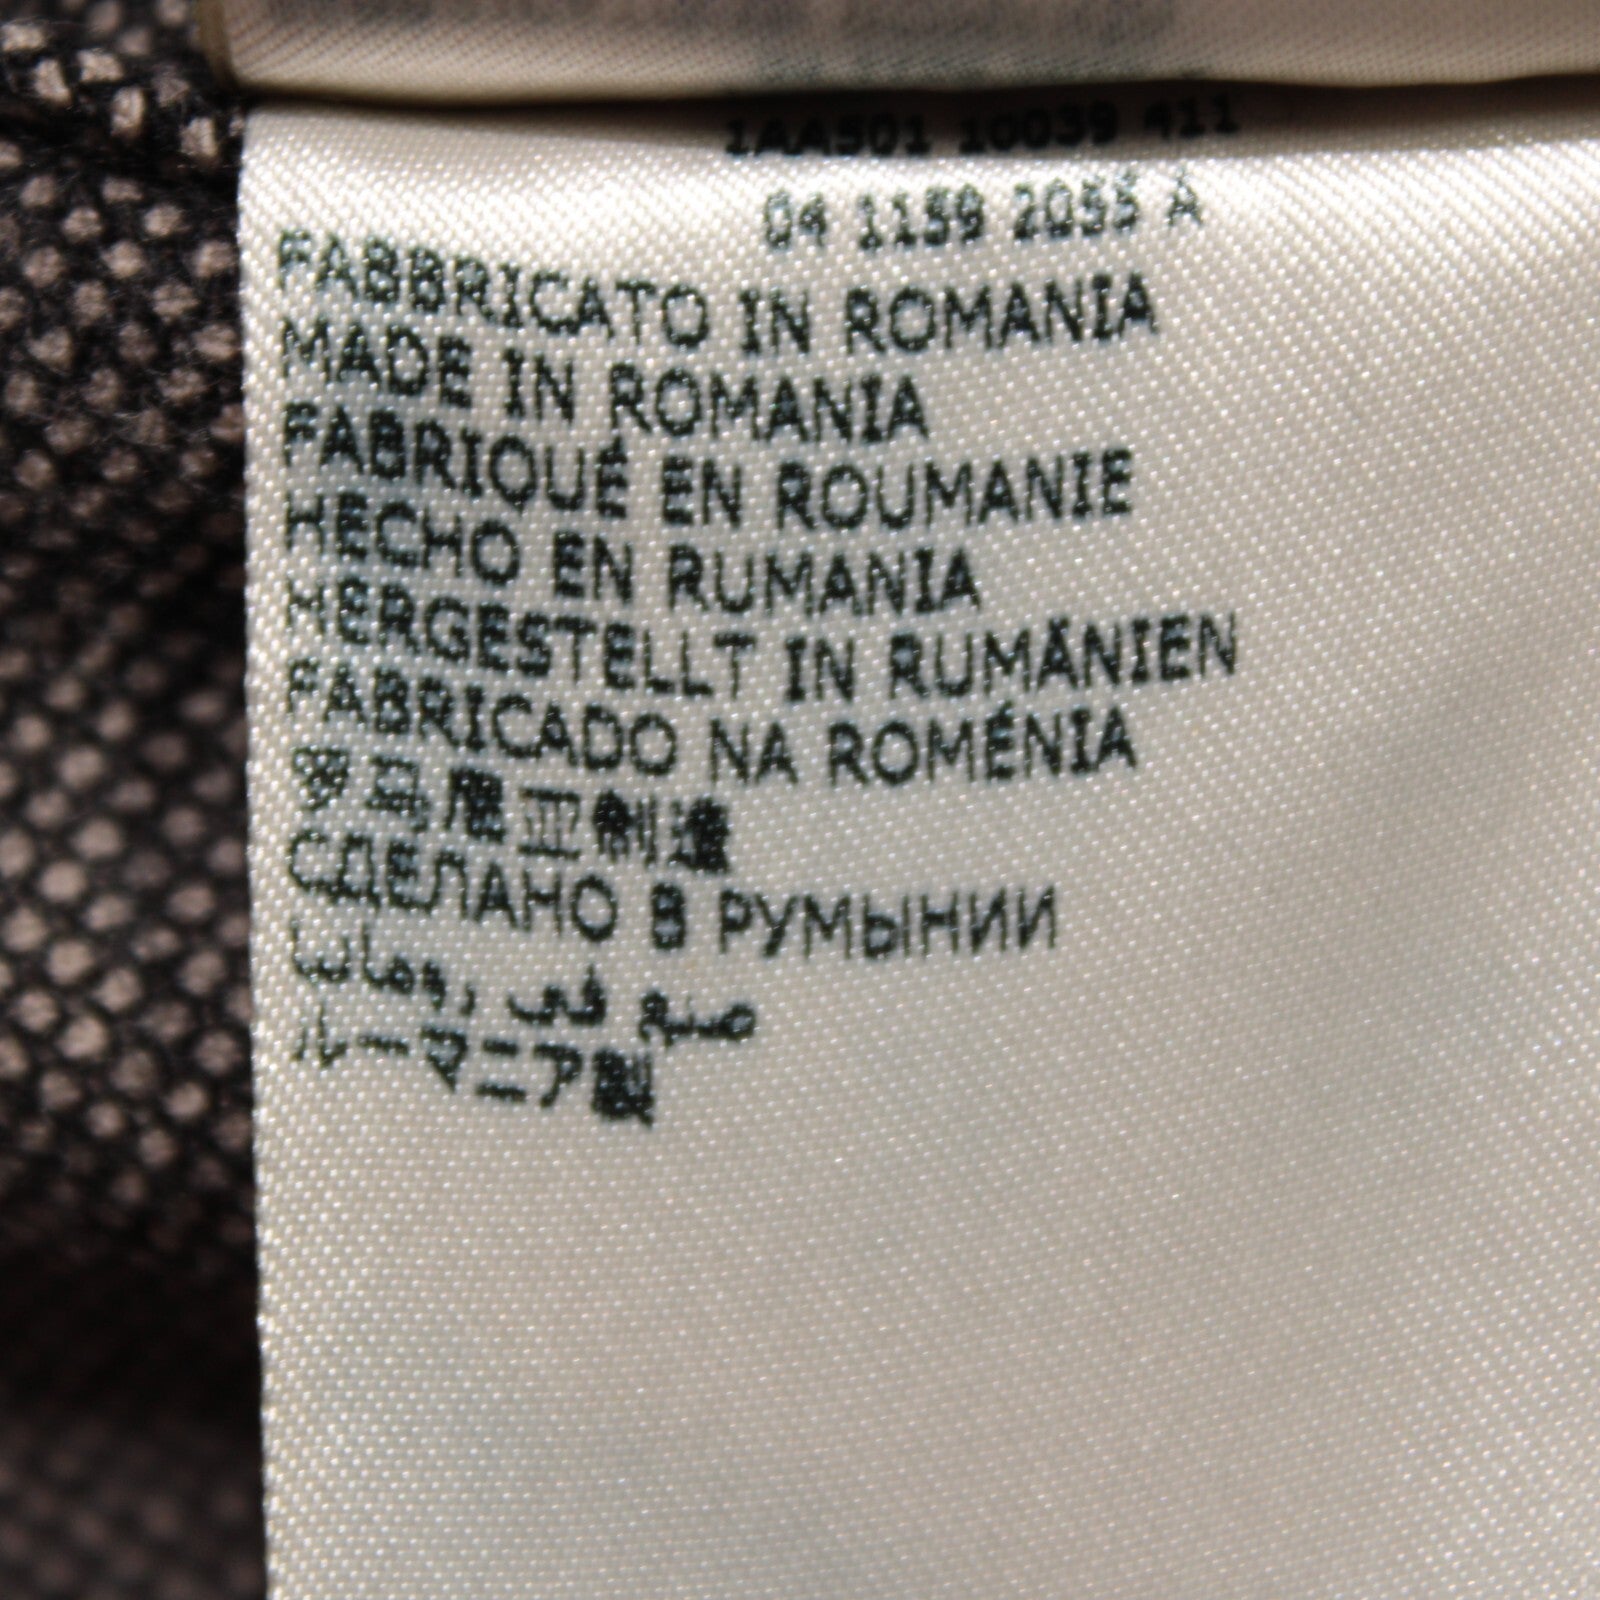 1AA501 10039 411
04 1159 2055 A
FABBRICATO IN ROMANIA
MADE IN ROMANIA
FABRIQUÉ EN ROUMANIE
HECHO EN RUMANIA
HERGESTELLT IN RUMÄNIEN
FABRICADO NA ROMÉNIA
罗马尼亚制造
СДЕЛАНО В РУМЫНИИ
صنع في رومانيا
ルーマニア製